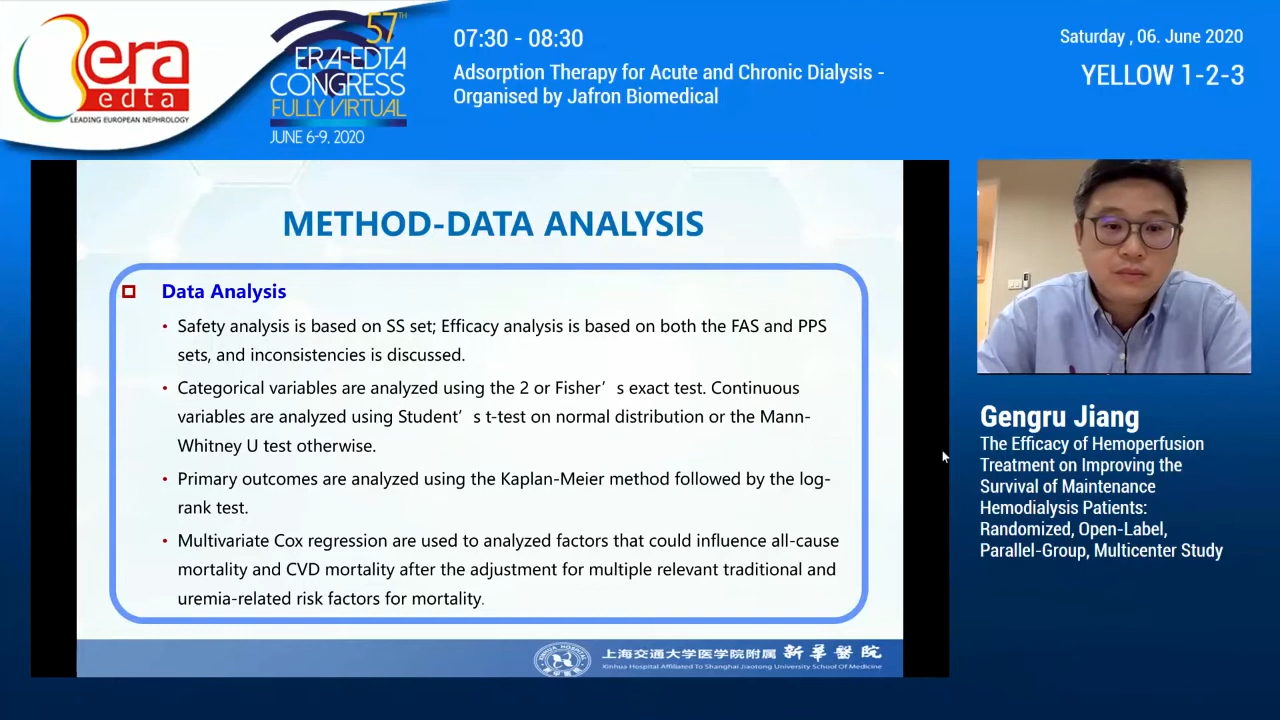 era
edta
LEADING EUROPEAN NEPHROLOGY
57TH
ERA-EDTA
CONGRESS
FULLY VIRTUAL
JUNE 6-9, 2020
07:30 - 08:30
Adsorption Therapy for Acute and Chronic Dialysis -
Organised by Jafron Biomedical
Saturday , 06. June 2020
YELLOW 1-2-3
METHOD-DATA ANALYSIS
Data Analysis
• Safety analysis is based on SS set; Efficacy analysis is based on both the FAS and PPS
sets, and inconsistencies is discussed.
• Categorical variables are analyzed using the 2 or Fisher’ s exact test. Continuous
variables are analyzed using Student’ s t-test on normal distribution or the Mann-
Whitney U test otherwise.
• Primary outcomes are analyzed using the Kaplan-Meier method followed by the log-
rank test.
• Multivariate Cox regression are used to analyzed factors that could influence all-cause
mortality and CVD mortality after the adjustment for multiple relevant traditional and
uremia-related risk factors for mortality.
上海交通大学医学院附属 新華醫院
Xinhua Hospital Affiliated To Shanghai Jiaotong University School Of Medicine
Gengru Jiang
The Efficacy of Hemoperfusion
Treatment on Improving the
Survival of Maintenance
Hemodialysis Patients:
Randomized, Open-Label,
Parallel-Group, Multicenter Study